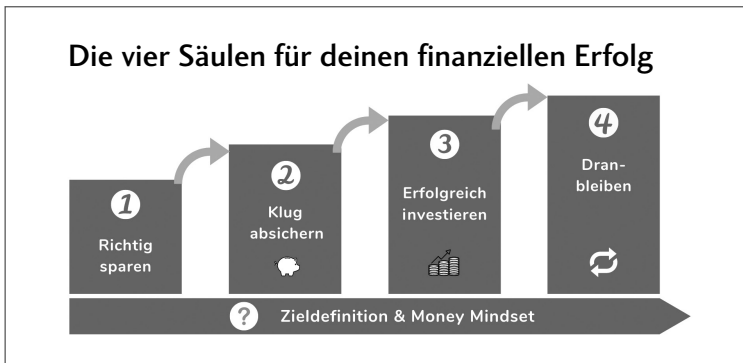 Die vier Säulen für deinen finanziellen Erfolg
1
Richtig
sparen
2
Klug
absichern
3
Erfolgreich
investieren
4
Dran-
bleiben
? Zieldefinition & Money Mindset